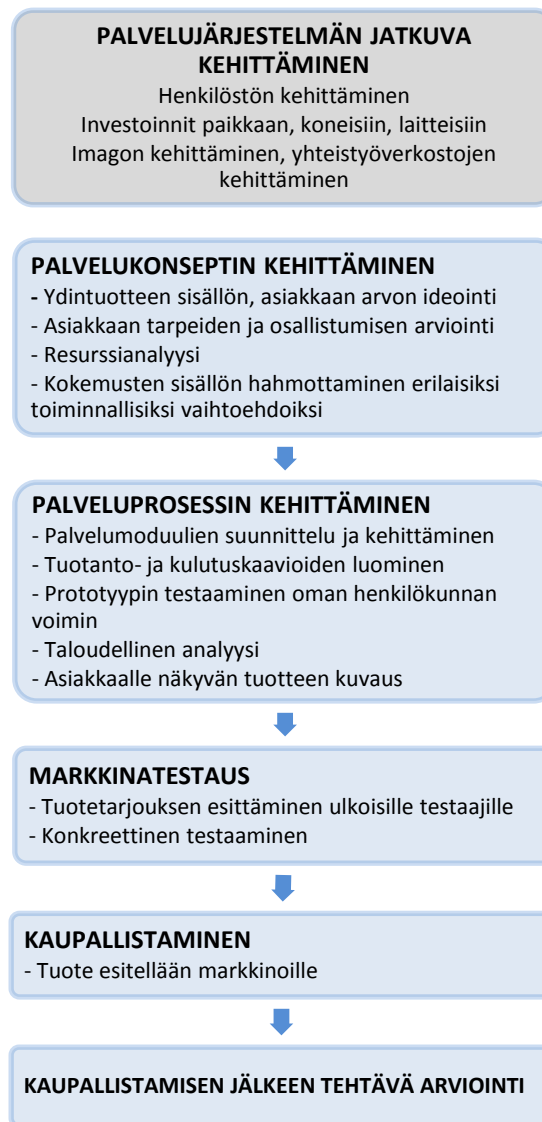 PALVELUJÄRJESTELMÄN JATKUVA
KEHITTÄMINEN
Henkilöstön kehittäminen
Investoinnit paikkaan, koneisiin, laitteisiin
Imagon kehittäminen, yhteistyöverkostojen
kehittäminen
PALVELUKONSEPTIN KEHITTÄMINEN
- Ydintuotteen sisällön, asiakkaan arvon ideointi
- Asiakkaan tarpeiden ja osallistumisen arviointi
- Resurssianalyysi
- Kokemusten sisällön hahmottaminen erilaisiksi
toiminnallisiksi vaihtoehdoiksi
PALVELUPROSESSIN KEHITTÄMINEN
- Palvelumoduulien suunnittelu ja kehittäminen
- Tuotanto- ja kulutuskaavioiden luominen
- Prototyypin testaaminen oman henkilökunnan
voimin
- Taloudellinen analyysi
- Asiakkaalle näkyvän tuotteen kuvaus
MARKKINATESTAUS
- Tuotetarjouksen esittäminen ulkoisille testaajille
- Konkreettinen testaaminen
KAUPALLISTAMINEN
- Tuote esitellään markkinoille
KAUPALLISTAMISEN JÄLKEEN TEHTÄVÄ ARVIOINTI